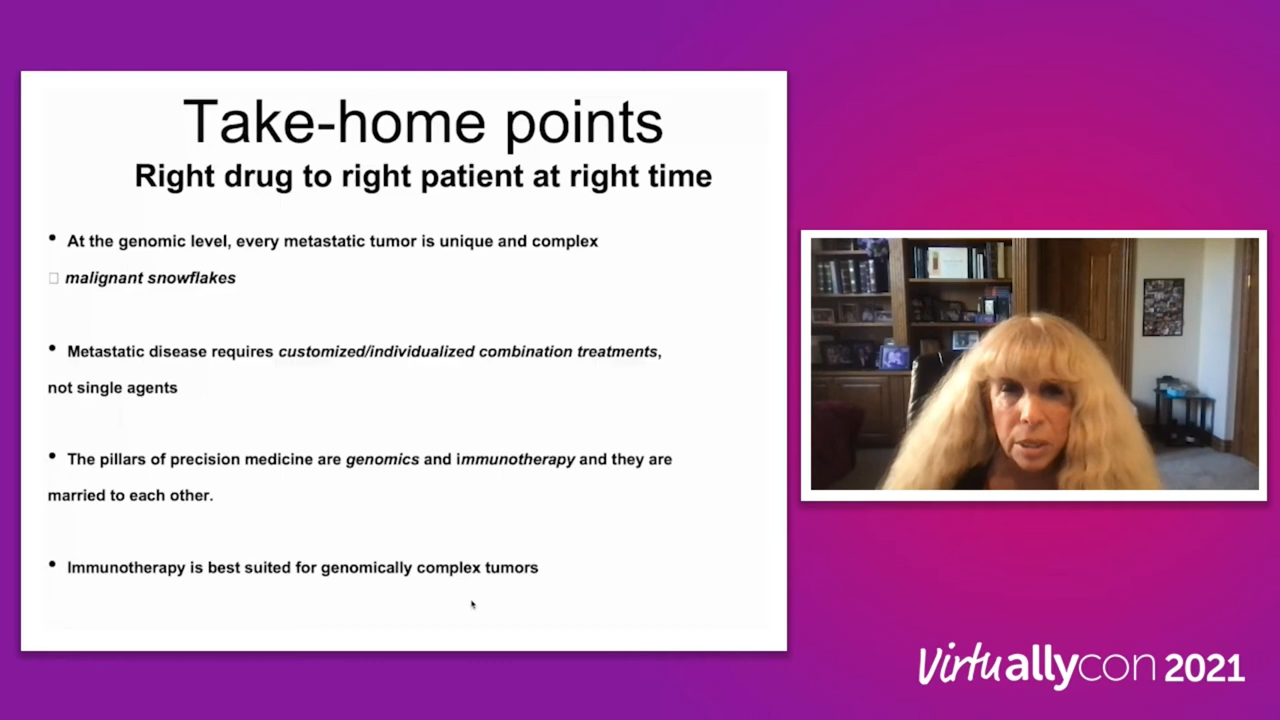 Take-home points
Right drug to right patient at right time
• At the genomic level, every metastatic tumor is unique and complex
malignant snowflakes
• Metastatic disease requires customized/individualized combination treatments,
not single agents
• The pillars of precision medicine are genomics and immunotherapy and they are
married to each other.
• Immunotherapy is best suited for genomically complex tumors
Virtuallycon 2021